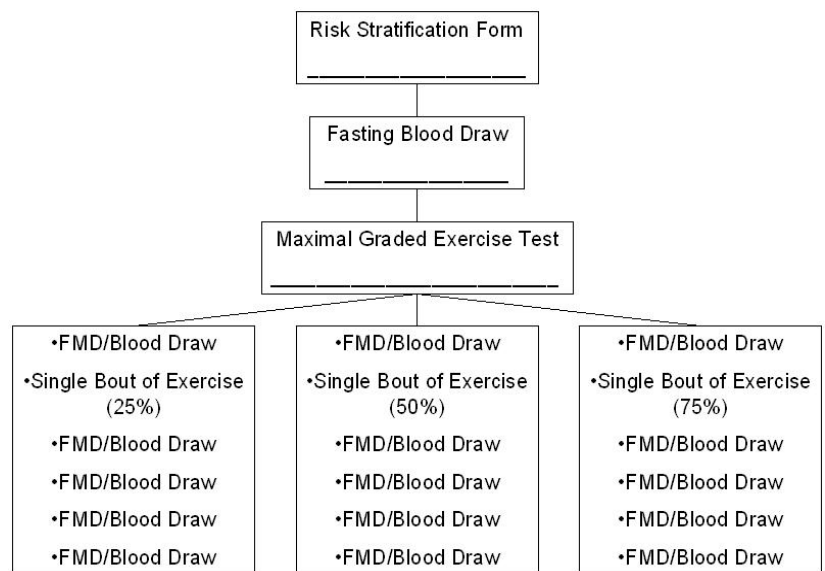 Risk Stratification Form
Fasting Blood Draw
Maximal Graded Exercise Test
•FMD/Blood Draw
•Single Bout of Exercise
(25%)
•FMD/Blood Draw
•FMD/Blood Draw
•FMD/Blood Draw
•FMD/Blood Draw
•FMD/Blood Draw
•Single Bout of Exercise
(50%)
•FMD/Blood Draw
•FMD/Blood Draw
•FMD/Blood Draw
•FMD/Blood Draw
•FMD/Blood Draw
•Single Bout of Exercise
(75%)
•FMD/Blood Draw
•FMD/Blood Draw
•FMD/Blood Draw
•FMD/Blood Draw